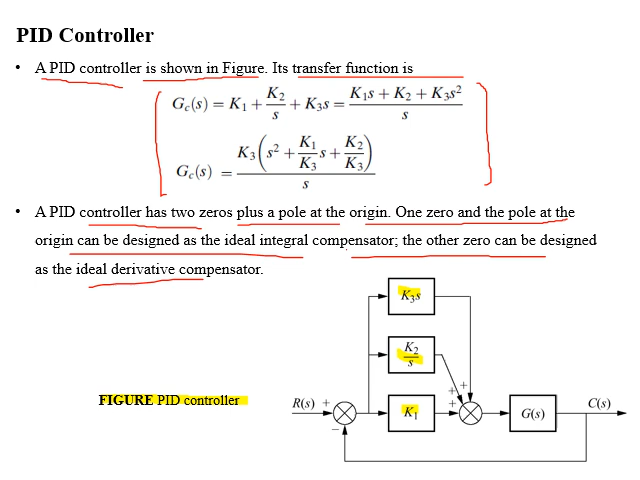 PID Controller
• A PID controller is shown in Figure. Its transfer function is
G_c(s) = K_1 + K_2/s + K_3s = (K_1s + K_2 + K_3s²)/s
G_c(s) = K_3(s² + (K_1/K_3)s + K_2/K_3)/s
• A PID controller has two zeros plus a pole at the origin. One zero and the pole at the
origin can be designed as the ideal integral compensator; the other zero can be designed
as the ideal derivative compensator.
K_3s
K_2/s
FIGURE PID controller
R(s) + − K_1 + + + G(s) C(s)